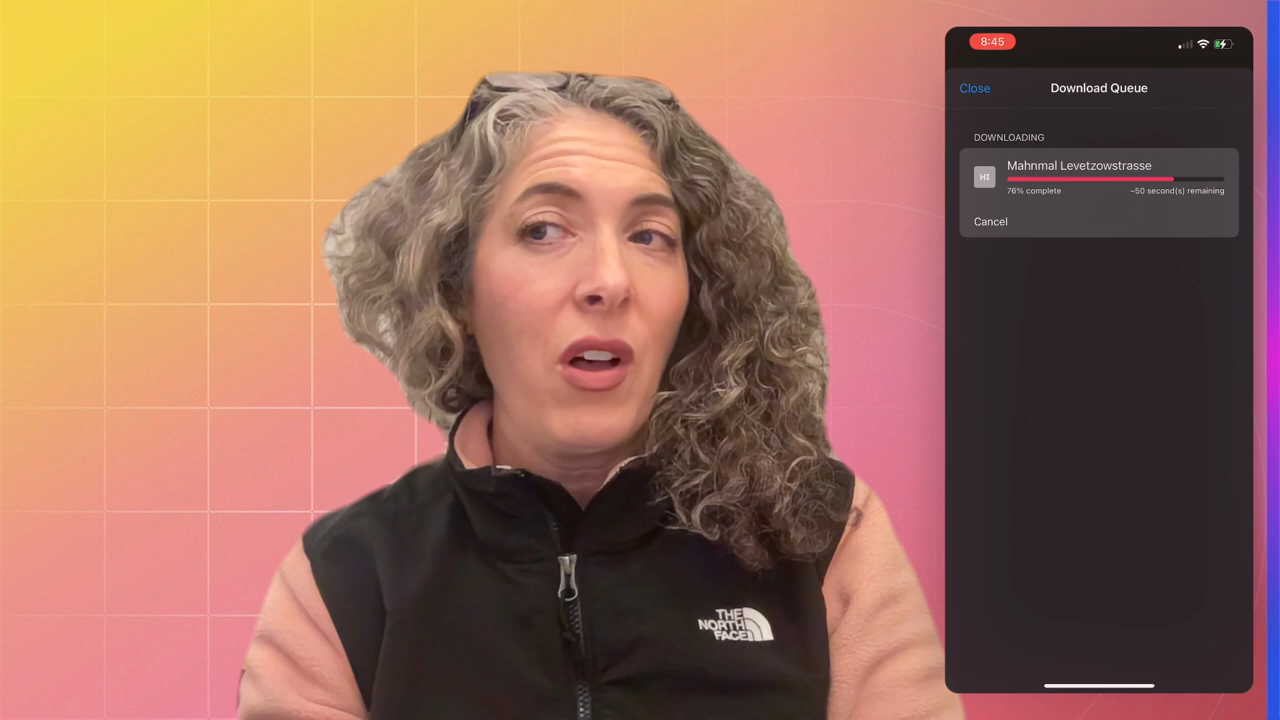 8:45
Close
Download Queue
DOWNLOADING
HI
Mahnmal Levetzowstrasse
76% complete
~50 second(s) remaining
Cancel
THE
NORTH
FACE